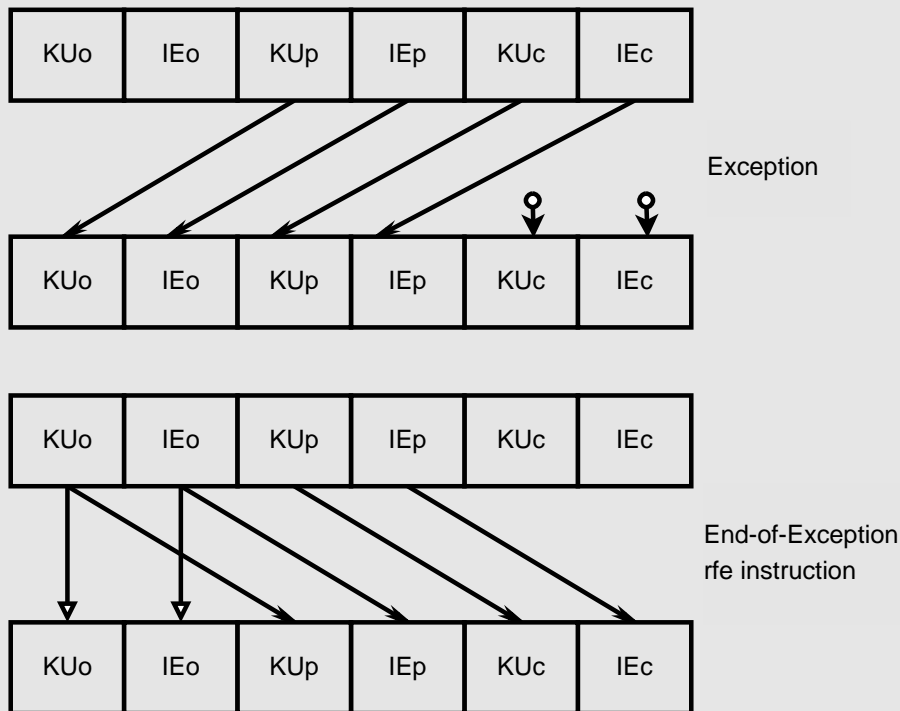 KUo IEo KUp IEp KUc IEc
Exception
KUo IEo KUp IEp KUc IEc
KUo IEo KUp IEp KUc IEc
End-of-Exception
rfe instruction
KUo IEo KUp IEp KUc IEc